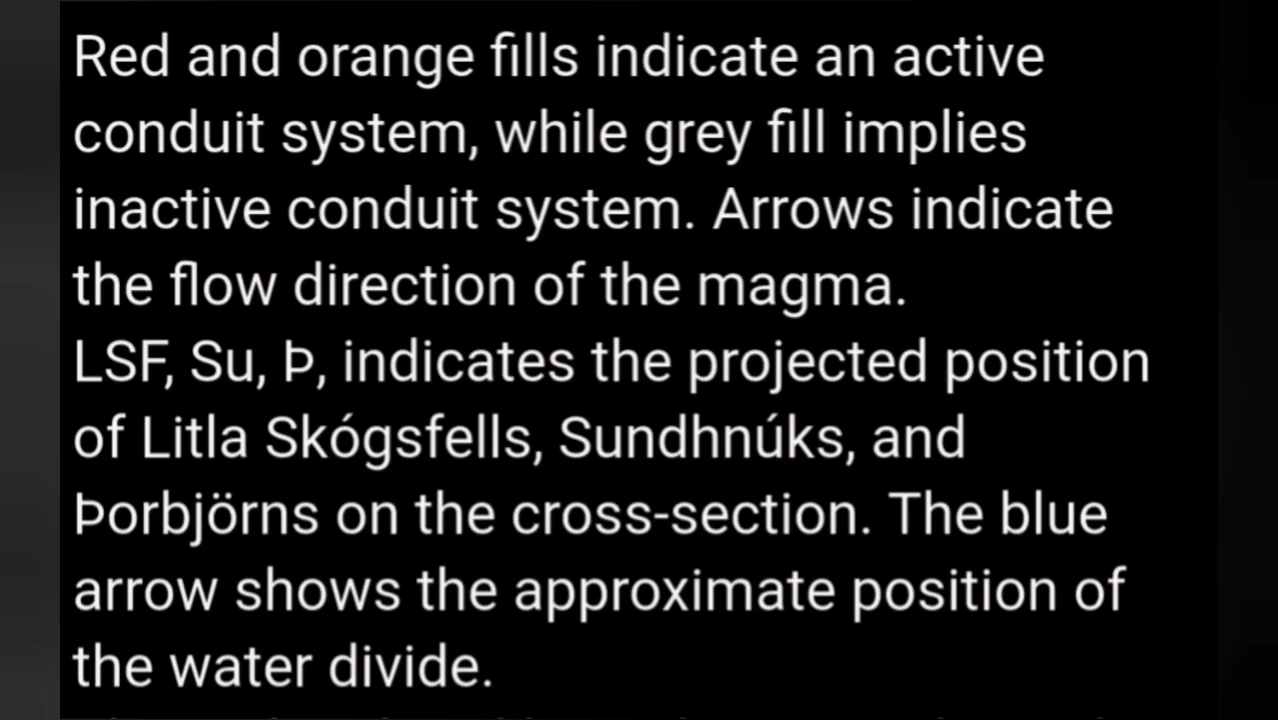 Red and orange fills indicate an active
conduit system, while grey fill implies
inactive conduit system. Arrows indicate
the flow direction of the magma.
LSF, Su, Þ, indicates the projected position
of Litla Skógsfells, Sundhnúks, and
Þorbjörns on the cross-section. The blue
arrow shows the approximate position of
the water divide.